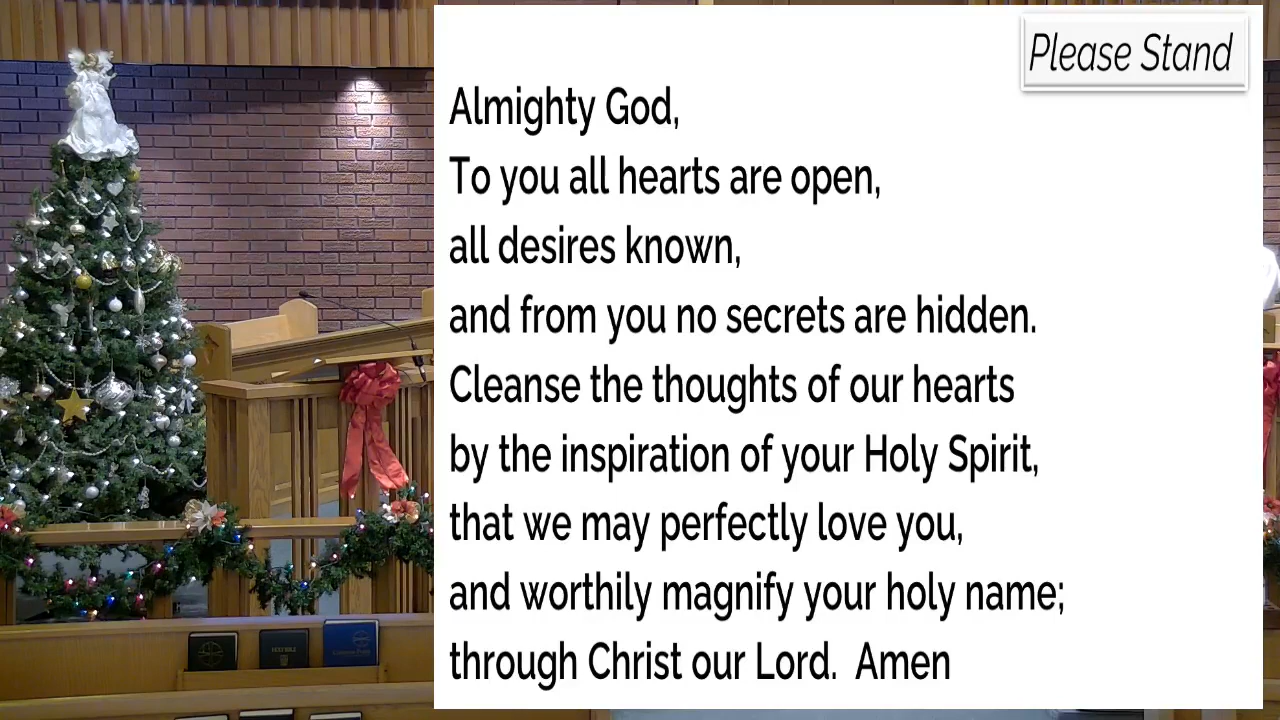 Please Stand
Almighty God,
To you all hearts are open,
all desires known,
and from you no secrets are hidden.
Cleanse the thoughts of our hearts
by the inspiration of your Holy Spirit,
that we may perfectly love you,
and worthily magnify your holy name;
through Christ our Lord.  Amen
HOLY BIBLE